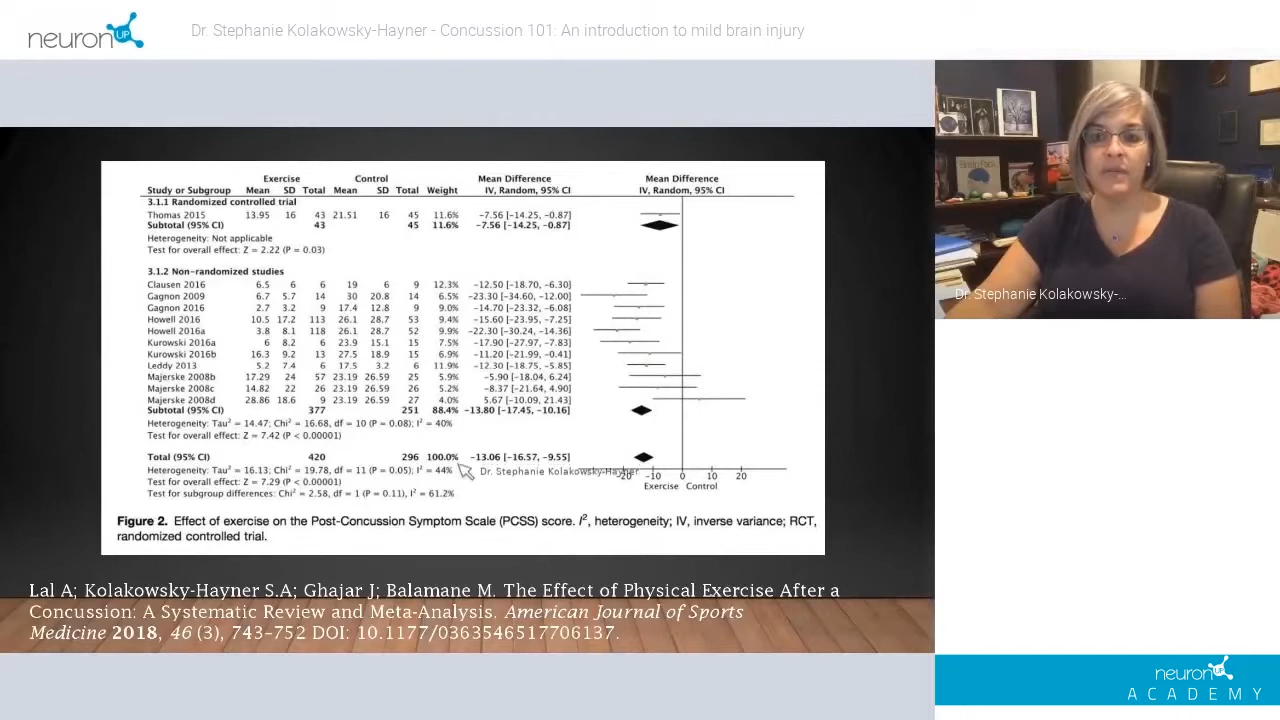 neuronUP
Dr. Stephanie Kolakowsky-Hayner - Concussion 101: An introduction to mild brain injury
Exercise Control Mean Difference Mean Difference
Study or Subgroup Mean SD Total Mean SD Total Weight IV, Random, 95% CI IV, Random, 95% CI
3.1.1 Randomized controlled trial
Thomas 2015 13.95 16 43 21.51 16 45 11.6% -7.56 [-14.25, -0.87]
Subtotal (95% CI) 43 45 11.6% -7.56 [-14.25, -0.87]
Heterogeneity: Not applicable
Test for overall effect: Z = 2.22 (P = 0.03)
3.1.2 Non-randomized studies
Clausen 2016 6.5 6 6 19 6 9 12.3% -12.50 [-18.70, -6.30]
Gagnon 2009 6.7 5.7 14 30 20.8 14 6.5% -23.30 [-34.60, -12.00]
Gagnon 2016 2.7 3.2 9 17.4 12.8 9 9.0% -14.70 [-23.32, -6.08]
Howell 2016 10.5 17.2 113 26.1 28.7 53 9.4% -15.60 [-23.95, -7.25]
Howell 2016a 3.8 8.1 118 26.1 28.7 52 9.9% -22.30 [-30.24, -14.36]
Kurowski 2016a 6 8.2 6 23.9 15.1 15 7.5% -17.90 [-27.97, -7.83]
Kurowski 2016b 16.3 9.2 13 27.5 18.9 15 6.9% -11.20 [-21.99, -0.41]
Leddy 2013 5.2 7.4 6 17.5 3.2 6 11.9% -12.30 [-18.75, -5.85]
Majerske 2008b 17.29 24 57 23.19 26.59 25 5.9% -5.90 [-18.04, 6.24]
Majerske 2008c 14.82 22 26 23.19 26.59 26 5.2% -8.37 [-21.64, 4.90]
Majerske 2008d 28.86 18.6 9 23.19 26.59 27 4.0% 5.67 [-10.09, 21.43]
Subtotal (95% CI) 377 251 88.4% -13.80 [-17.45, -10.16]
Heterogeneity: Tau² = 14.47; Chi² = 16.68, df = 10 (P = 0.08); I² = 40%
Test for overall effect: Z = 7.42 (P < 0.00001)
Total (95% CI) 420 296 100.0% -13.06 [-16.57, -9.55]
Heterogeneity: Tau² = 16.13; Chi² = 19.78, df = 11 (P = 0.05); I² = 44%
Dr. Stephanie Kolakowsky-Hayner
-20 -10 0 10 20
Test for overall effect: Z = 7.29 (P < 0.00001)
Exercise Control
Test for subgroup differences: Chi² = 2.58, df = 1 (P = 0.11), I² = 61.2%
Figure 2. Effect of exercise on the Post-Concussion Symptom Scale (PCSS) score. I², heterogeneity; IV, inverse variance; RCT,
randomized controlled trial.
Lal A; Kolakowsky-Hayner S.A; Ghajar J; Balamane M. The Effect of Physical Exercise After a
Concussion: A Systematic Review and Meta-Analysis. American Journal of Sports
Medicine 2018, 46 (3), 743–752 DOI: 10.1177/0363546517706137.
Dr. Stephanie Kolakowsky-...
neuronUP
ACADEMY